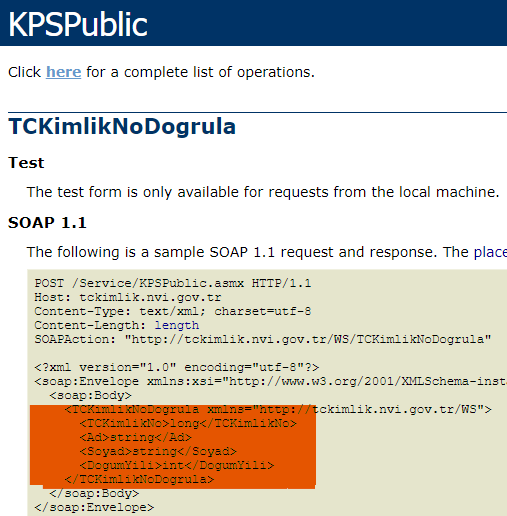 KPSPublic
Click here for a complete list of operations.
TCKimlikNoDogrula
Test
The test form is only available for requests from the local machine.
SOAP 1.1
The following is a sample SOAP 1.1 request and response. The place
POST /Service/KPSPublic.asmx HTTP/1.1
Host: tckimlik.nvi.gov.tr
Content-Type: text/xml; charset=utf-8
Content-Length: length
SOAPAction: "http://tckimlik.nvi.gov.tr/WS/TCKimlikNoDogrula"
<?xml version="1.0" encoding="utf-8"?>
<soap:Envelope xmlns:xsi="http://www.w3.org/2001/XMLSchema-inst
<soap:Body>
<TCKimlikNoDogrula xmlns="http://tckimlik.nvi.gov.tr/WS">
<TCKimlikNo>long</TCKimlikNo>
<Ad>string</Ad>
<Soyad>string</Soyad>
<DogumYili>int</DogumYili>
</TCKimlikNoDogrula>
</soap:Body>
</soap:Envelope>